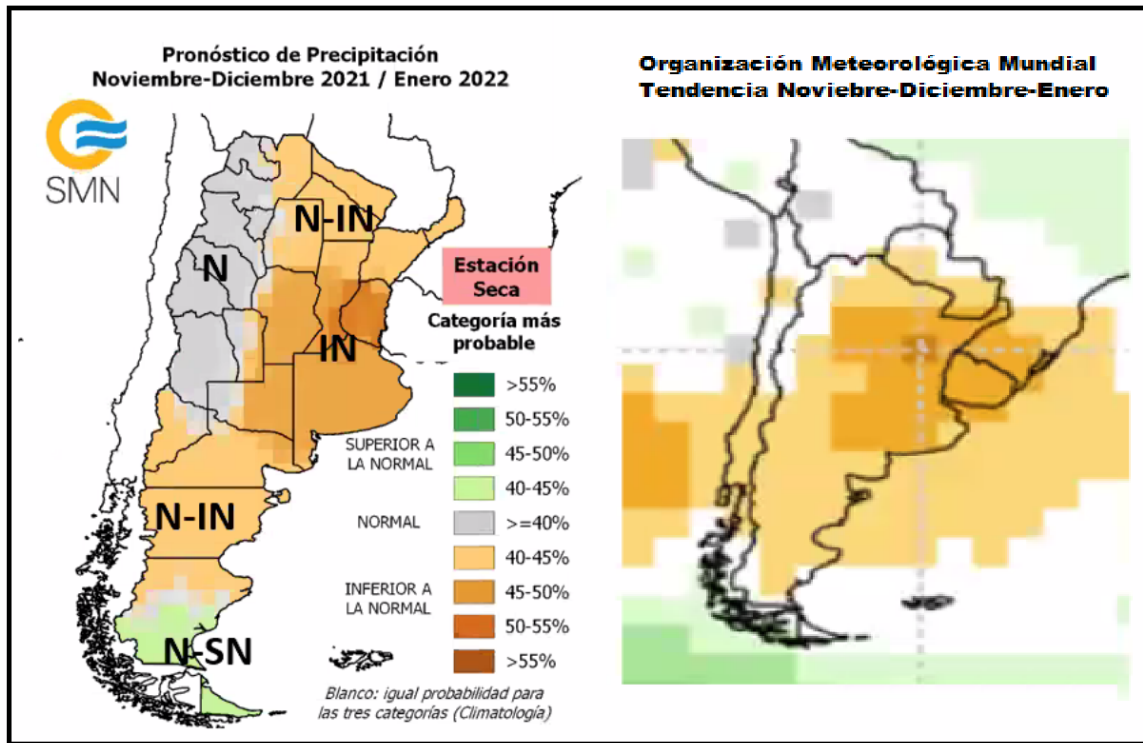 Pronóstico de Precipitación
Noviembre-Diciembre 2021 / Enero 2022
SMN
N-IN
N
IN
N-IN
N-SN
Estación
Seca
Categoría más
probable
>55%
50-55%
SUPERIOR A
LA NORMAL
45-50%
40-45%
NORMAL
>=40%
40-45%
INFERIOR A
LA NORMAL
45-50%
50-55%
>55%
Blanco: igual probabilidad para
las tres categorías (Climatología)
Organización Meteorológica Mundial
Tendencia Noviebre-Diciembre-Enero